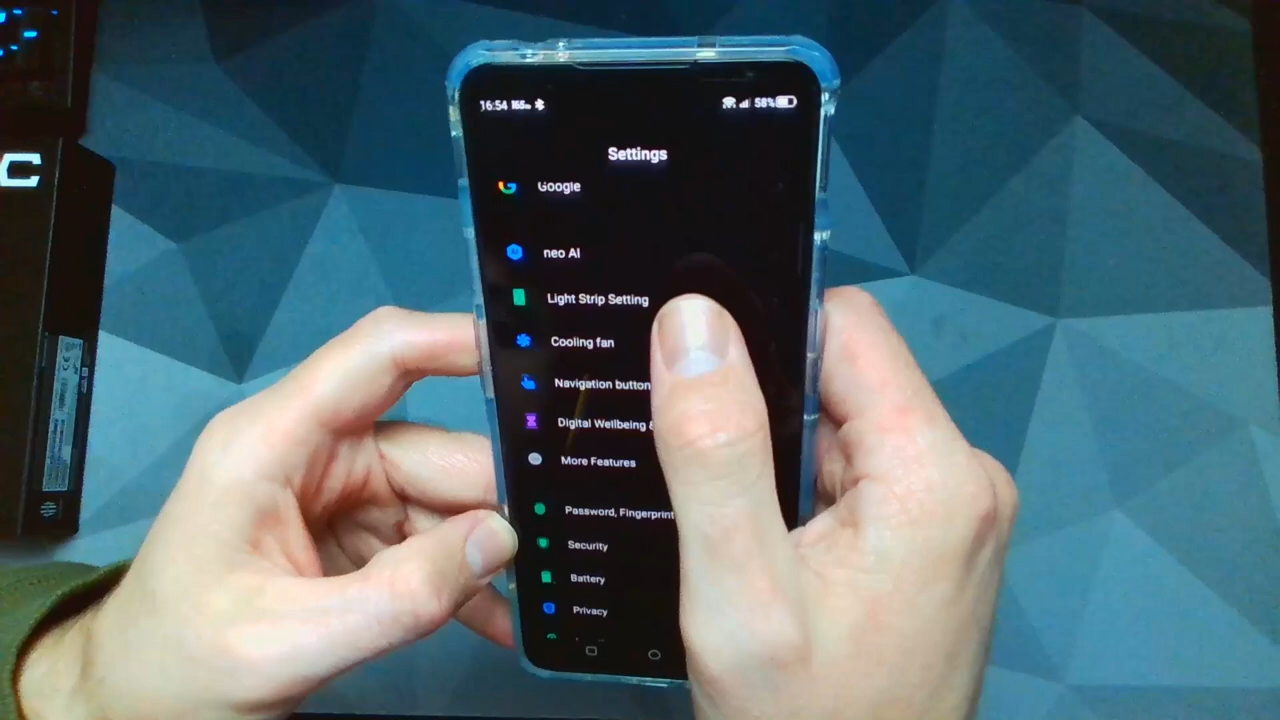 16:54
58%
Settings
Google
neo AI
Light Strip Setting
Cooling fan
Navigation button
Digital Wellbeing &
More Features
Password, Fingerprint
Security
Battery
Privacy
C